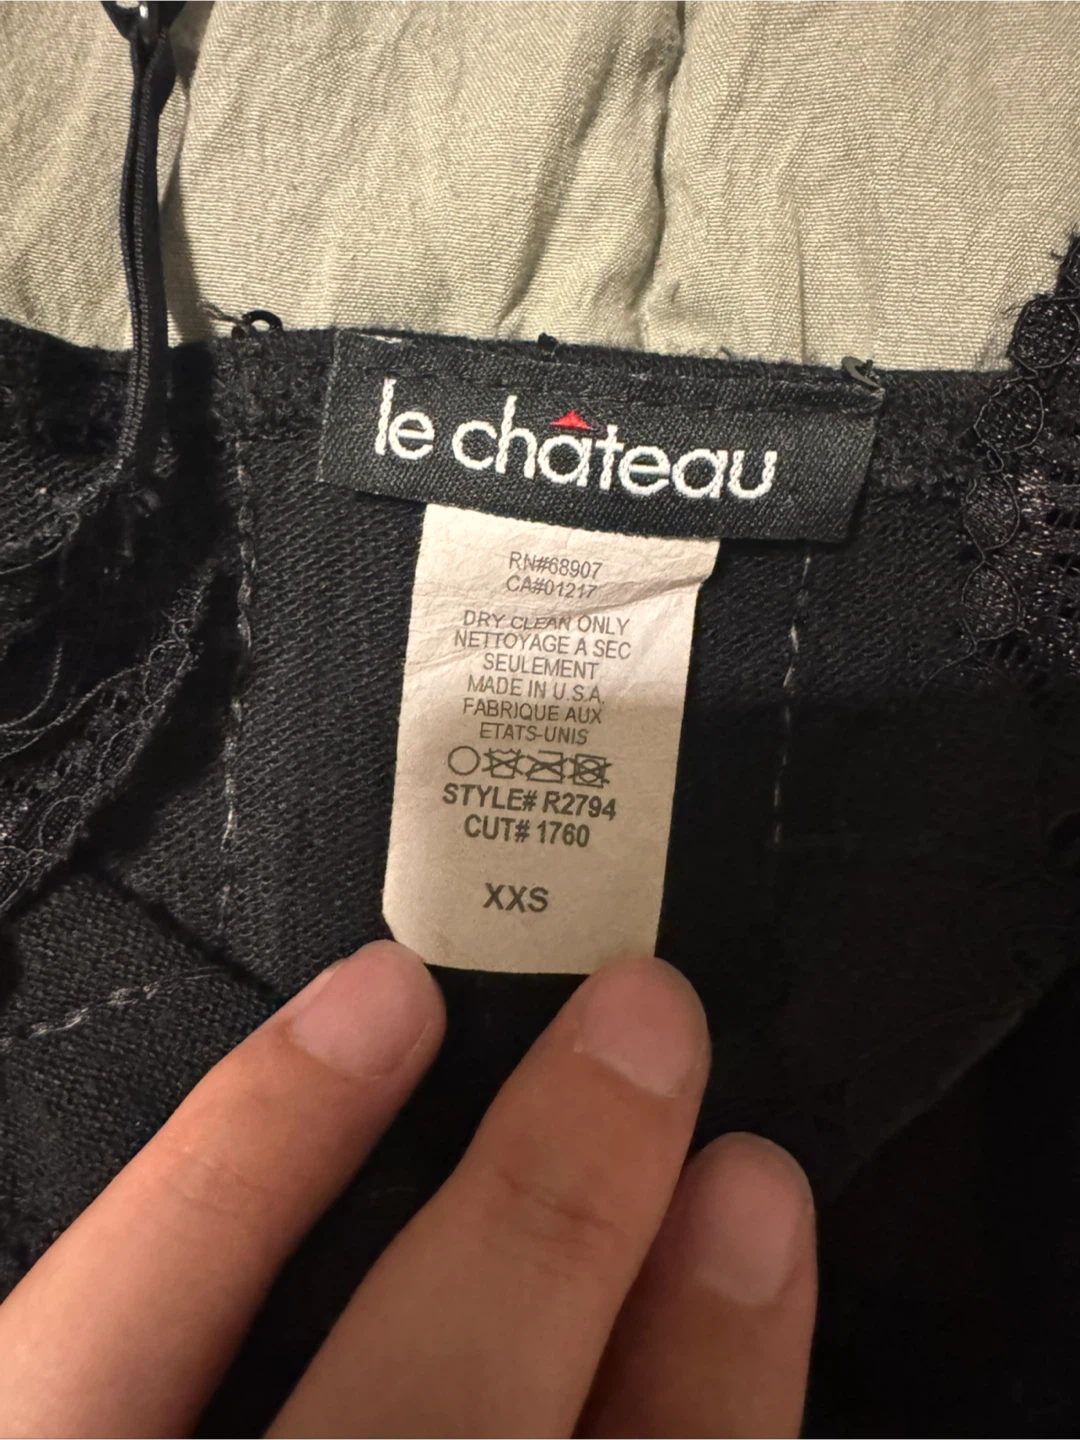 le château
RN#68907
CA#01217
DRY CLEAN ONLY
NETTOYAGE A SEC
SEULEMENT
MADE IN U.S.A.
FABRIQUE AUX
ETATS-UNIS
STYLE# R2794
CUT# 1760
XXS